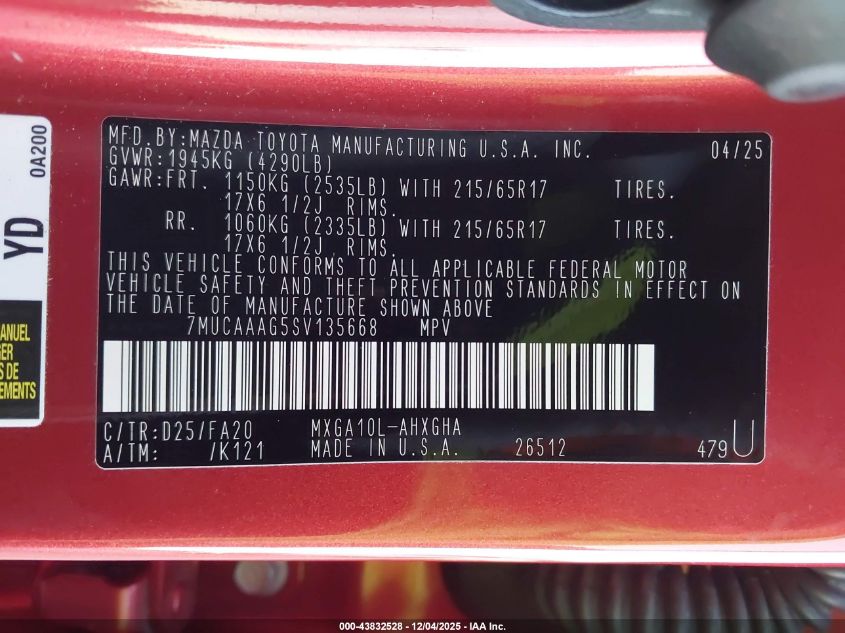 0A200
YD
ANUEL
GER
S DE
EMENTS
MFD.BY:MAZDA TOYOTA MANUFACTURING U.S.A. INC. 04/25
GVWR:1945KG (4290LB)
GAWR:FRT. 1150KG (2535LB) WITH 215/65R17 TIRES.
17X6 1/2J RIMS.
RR. 1060KG (2335LB) WITH 215/65R17 TIRES.
17X6 1/2J RIMS.
THIS VEHICLE CONFORMS TO ALL APPLICABLE FEDERAL MOTOR
VEHICLE SAFETY AND THEFT PREVENTION STANDARDS IN EFFECT ON
THE DATE OF MANUFACTURE SHOWN ABOVE
7MUCAAAG5SV135668 MPV
C/TR:D25/FA20 MXGA10L-AHXGHA
A/TM: /K121 MADE IN U.S.A. 26512 479U
000-43832528 - 12/04/2025 - IAA Inc.